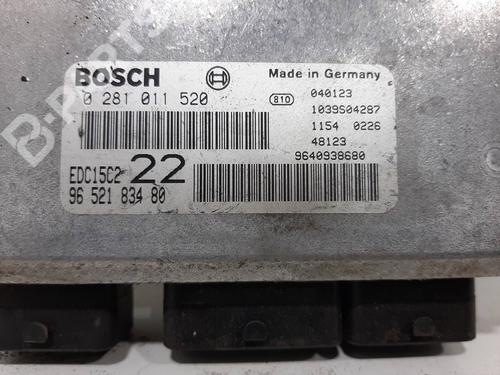 B-PARTS
BOSCH
Made in Germany
0 281 011 520
810
040123
1039S04287
1154 0226
48123
9640938680
EDC15C2 22
96 521 834 80